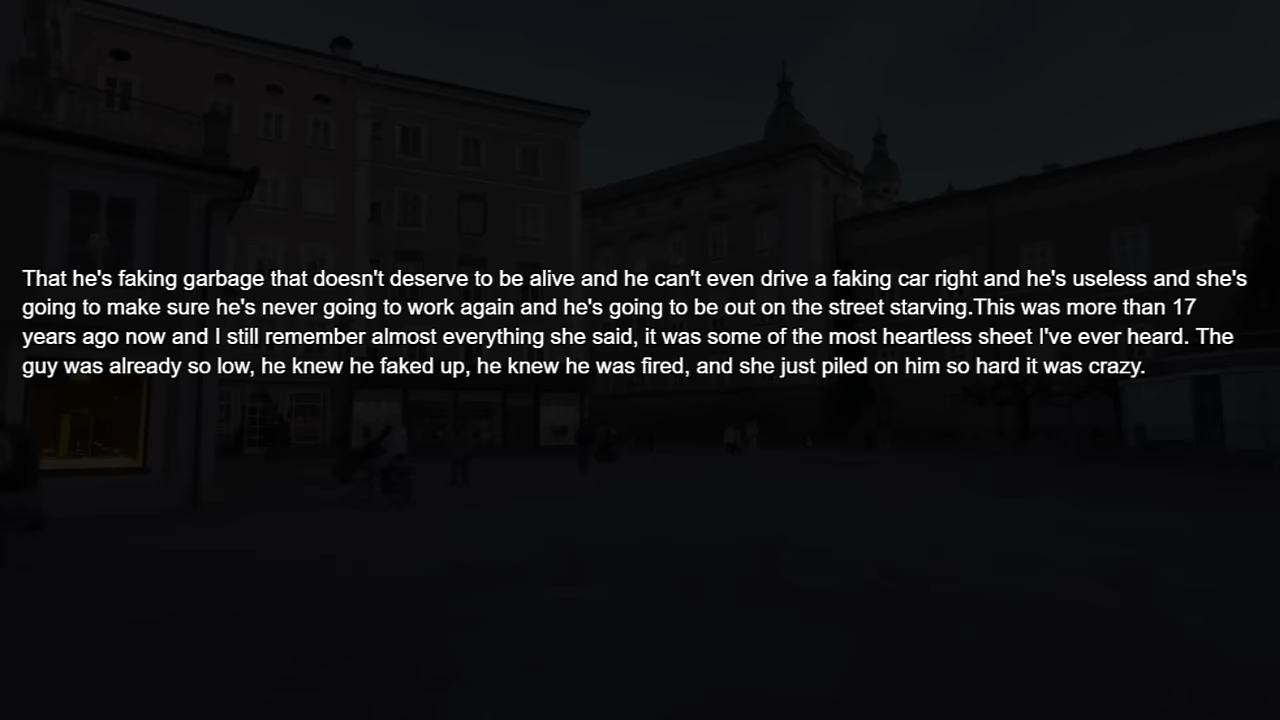 That he's faking garbage that doesn't deserve to be alive and he can't even drive a faking car right and he's useless and she's
going to make sure he's never going to work again and he's going to be out on the street starving.This was more than 17
years ago now and I still remember almost everything she said, it was some of the most heartless sheet I've ever heard. The
guy was already so low, he knew he faked up, he knew he was fired, and she just piled on him so hard it was crazy.